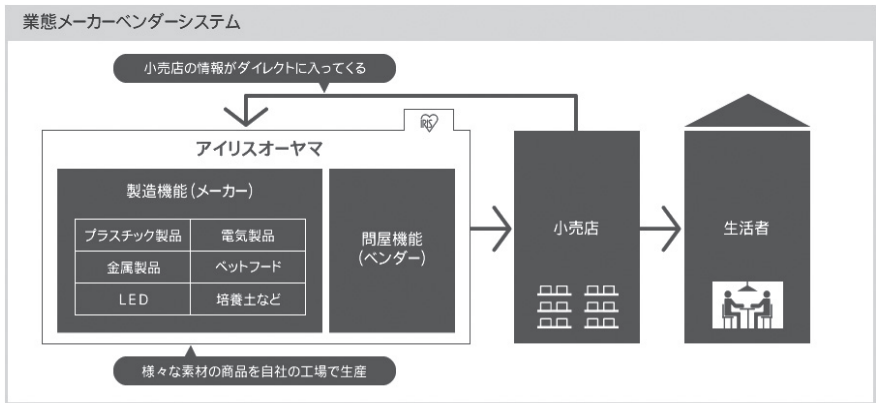 業態メーカーベンダーシステム
小売店の情報がダイレクトに入ってくる
IRIS
アイリスオーヤマ
製造機能(メーカー)
プラスチック製品
電気製品
金属製品
ペットフード
LED
培養土など
問屋機能
(ベンダー)
小売店
生活者
様々な素材の商品を自社の工場で生産